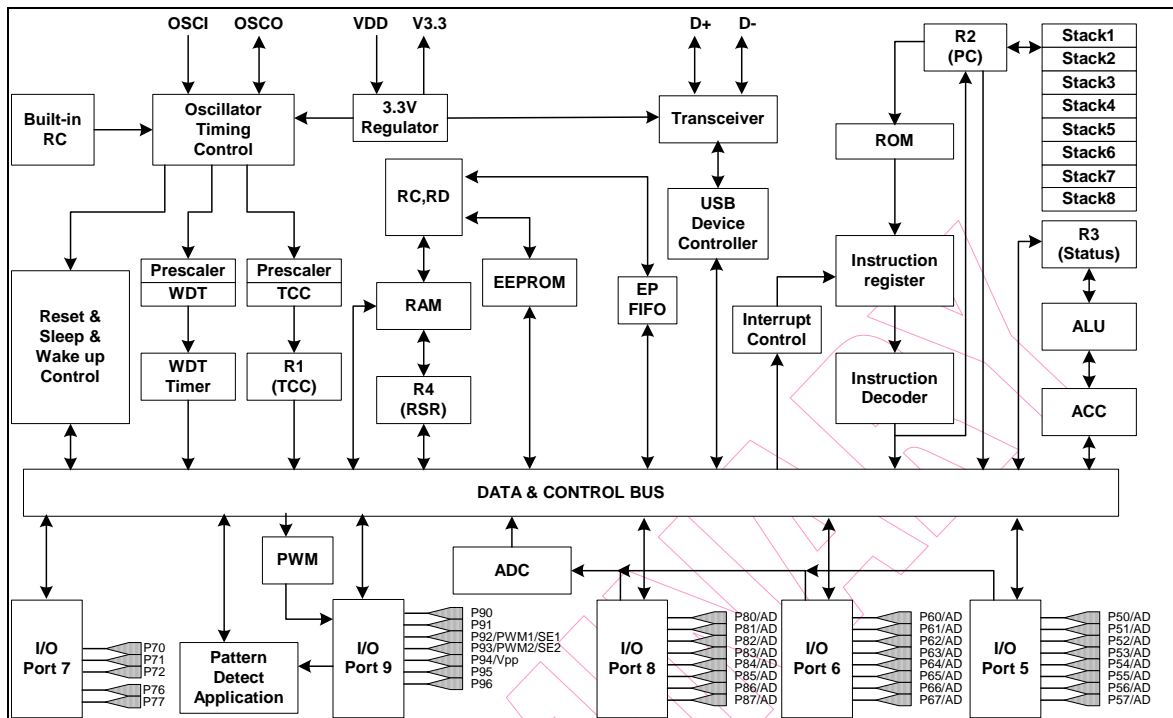 OSCI OSCO VDD V3.3 D+ D-
R2
(PC)
Stack1
Stack2
Stack3
Stack4
Stack5
Stack6
Stack7
Stack8
Built-in
RC
Oscillator
Timing
Control
3.3V
Regulator
Transceiver
ROM
RC,RD
USB
Device
Controller
R3
(Status)
Reset &
Sleep &
Wake up
Control
Prescaler
WDT
Prescaler
TCC
RAM
EEPROM
EP
FIFO
Interrupt
Control
Instruction
register
ALU
WDT
Timer
R1
(TCC)
R4
(RSR)
Instruction
Decoder
ACC
DATA & CONTROL BUS
PWM
ADC
I/O
Port 7
P70
P71
P72
P76
P77
Pattern
Detect
Application
I/O
Port 9
P90
P91
P92/PWM1/SE1
P93/PWM2/SE2
P94/Vpp
P95
P96
I/O
Port 8
P80/AD
P81/AD
P82/AD
P83/AD
P84/AD
P85/AD
P86/AD
P87/AD
I/O
Port 6
P60/AD
P61/AD
P62/AD
P63/AD
P64/AD
P65/AD
P66/AD
P67/AD
I/O
Port 5
P50/AD
P51/AD
P52/AD
P53/AD
P54/AD
P55/AD
P56/AD
P57/AD